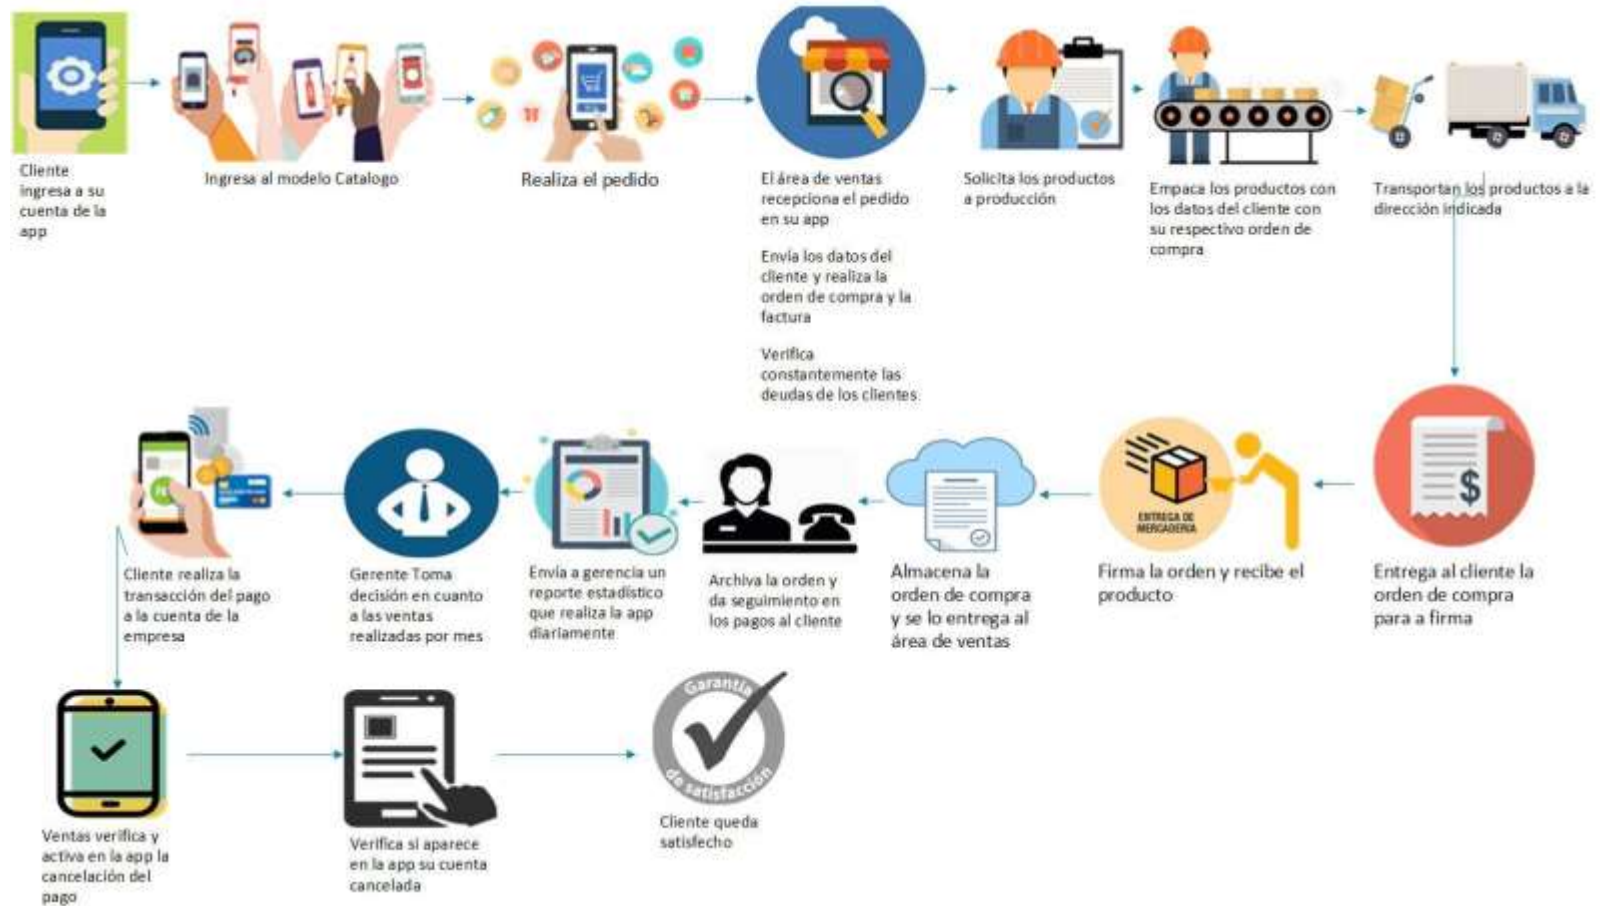 Cliente
ingresa a su
cuenta de la
app
Ingresa al modelo Catalogo
Realiza el pedido
El área de ventas
recepciona el pedido
en su app
Envía los datos del
cliente y realiza la
orden de compra y la
factura
Verifica
constantemente las
deudas de los clientes
Solicita los productos
a producción
Empaca los productos con
los datos del cliente con
su respectivo orden de
compra
Transportan los productos a la
dirección indicada
$
Entrega al cliente la
orden de compra
para a firma
ENTREGA DE
MERCADERIA
Firma la orden y recibe el
producto
Almacena la
orden de compra
y se lo entrega al
área de ventas
Archiva la orden y
da seguimiento en
los pagos al cliente
Envía a gerencia un
reporte estadístico
que realiza la app
diariamente
Gerente Toma
decisión en cuanto
a las ventas
realizadas por mes
Cliente realiza la
transacción del pago
a la cuenta de la
empresa
Ventas verifica y
activa en la app la
cancelación del
pago
Verifica si aparece
en la app su cuenta
cancelada
Garantía
de satisfacción
Cliente queda
satisfecho